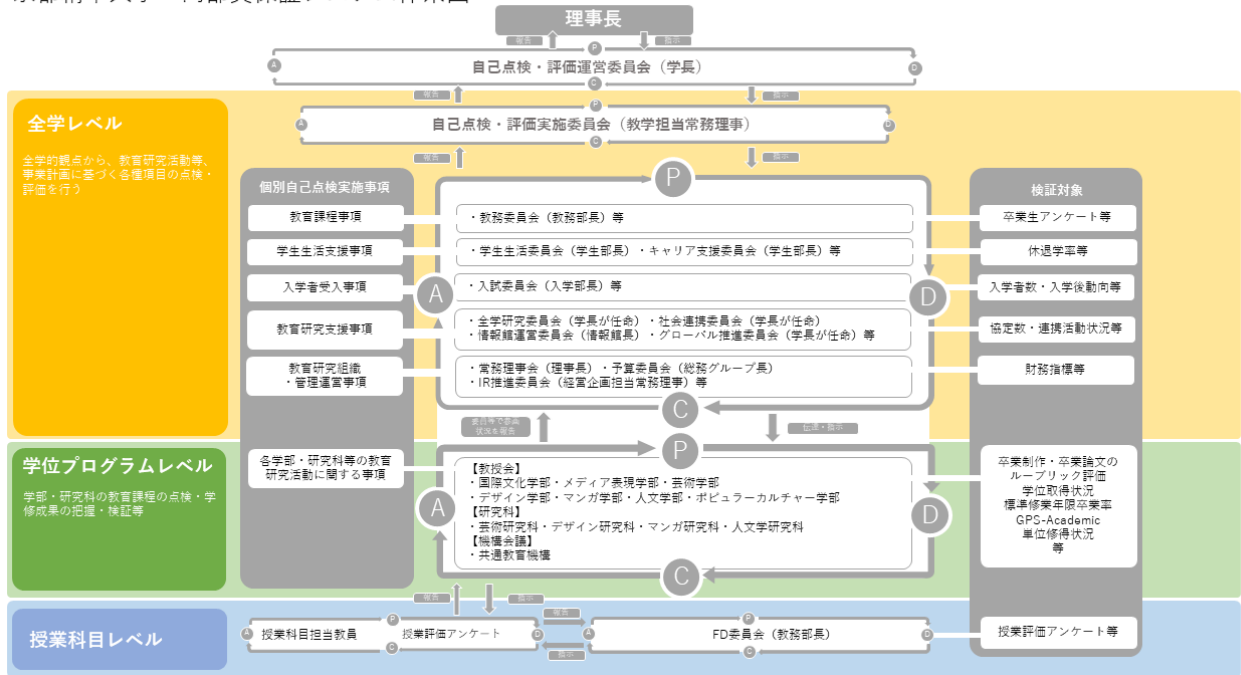 理事長
報告
指示
P
自己点検・評価運営委員会（学長）
A
D
C
報告
指示
P
全学レベル
自己点検・評価実施委員会（教学担当常務理事）
A
D
C
全学的観点から、教育研究活動等、
事業計画に基づく各種項目の点検・
評価を行う
報告
指示
個別自己点検実施事項
P
検証対象
教育課程事項
・教務委員会（教務部長）等
卒業生アンケート等
学生生活支援事項
・学生生活委員会（学生部長）・キャリア支援委員会（学生部長）等
休退学率等
入学者受入事項
A
・入試委員会（入学部長）等
D
入学者数・入学後動向等
教育研究支援事項
・全学研究委員会（学長が任命）・社会連携委員会（学長が任命）
・情報館運営委員会（情報館長）・グローバル推進委員会（学長が任命）等
協定数・連携活動状況等
教育研究組織
・管理運営事項
・常務理事会（理事長）・予算委員会（総務グループ長）
・IR推進委員会（経営企画担当常務理事）等
財務指標等
C
伝達・指示
学位プログラムレベル
学部・研究科の教育課程の点検・学
修成果の把握・検証等
各学部・研究科等の教育
研究活動に関する事項
P
A
【教授会】
・国際文化学部・メディア表現学部・芸術学部
・デザイン学部・マンガ学部・人文学部・ポピュラーカルチャー学部
【研究科】
・芸術研究科・デザイン研究科・マンガ研究科・人文学研究科
【機構会議】
・共通教育機構
D
C
卒業制作・卒業論文の
ルーブリック評価
学位取得状況
標準修業年限卒業率
GPS-Academic
単位修得状況
等
報告
指示
授業科目レベル
P
A
授業科目担当教員
授業評価アンケート
D
C
報告
指示
P
A
FD委員会（教務部長）
D
C
授業評価アンケート等